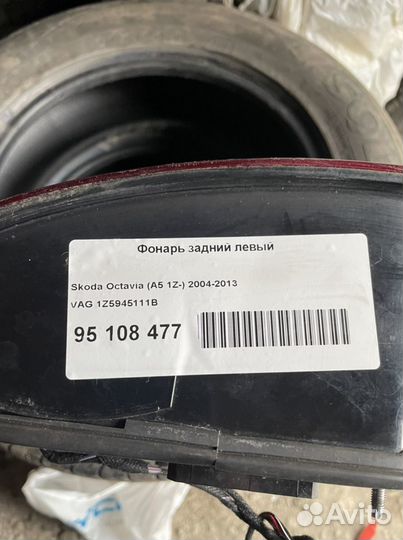 Фонарь задний левый
Skoda Octavia (A5 1Z-) 2004-2013
VAG 1Z5945111B
95 108 477
Avito